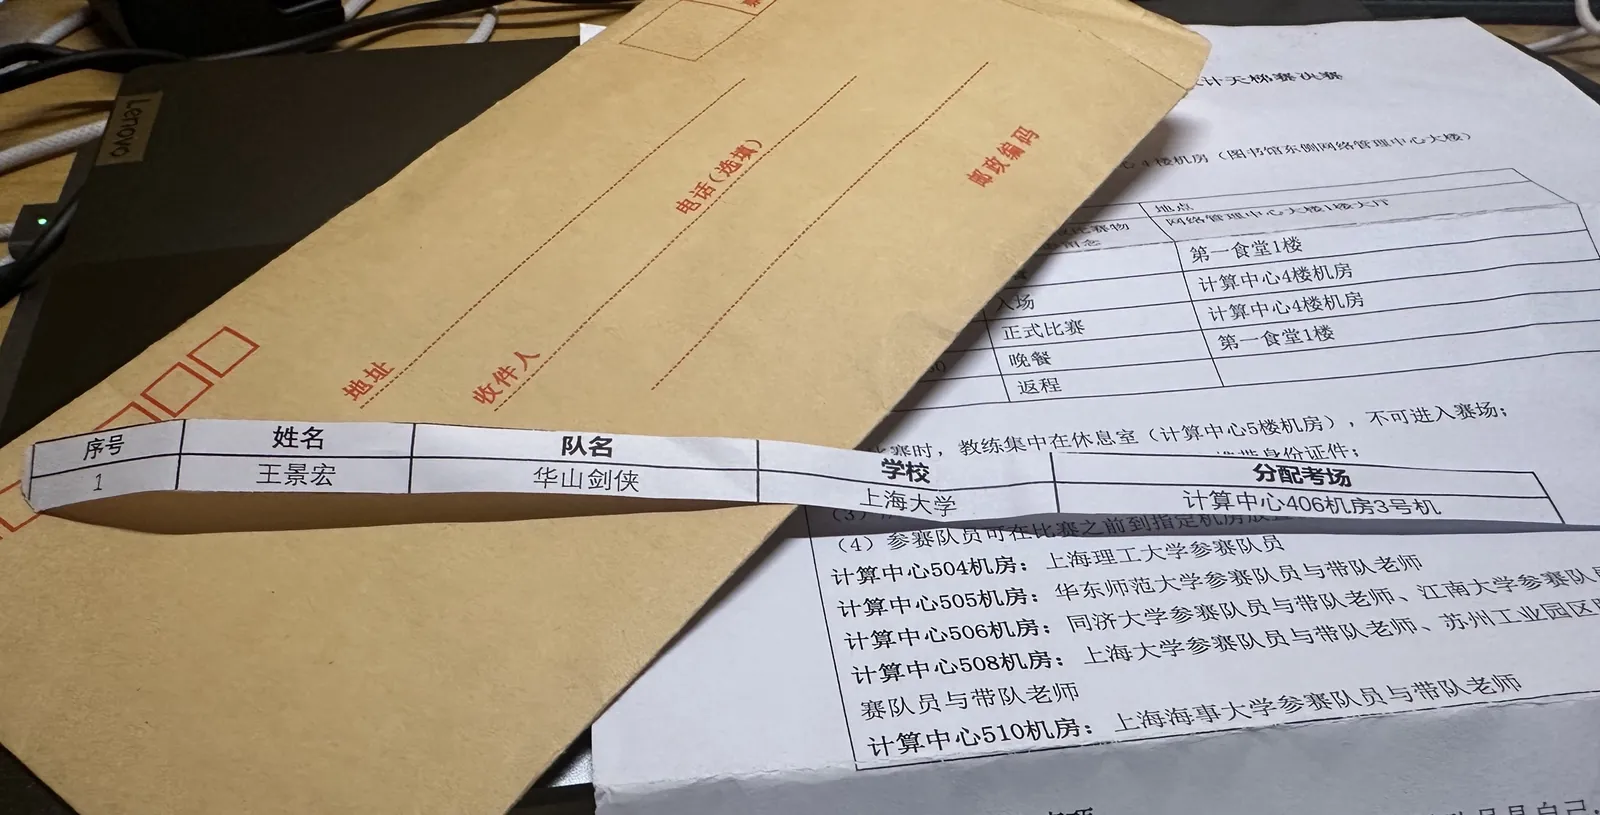 Lenovo
地址
收件人
电话(选填)
邮政编码
序号 姓名 队名 学校 分配考场
1 王景宏 华山剑侠 上海大学 计算中心406机房3号机
计天梯赛决赛
4楼机房（图书馆东侧网络管理中心大楼）
地点
比赛物 网络管理中心大楼1楼大厅
第一食堂1楼
入场 计算中心4楼机房
正式比赛 计算中心4楼机房
晚餐 第一食堂1楼
返程
赛时，教练集中在休息室（计算中心5楼机房），不可进入赛场；
身份证件；
（3）
（4）参赛队员可在比赛之前到指定机房放
计算中心504机房：上海理工大学参赛队员
计算中心505机房：华东师范大学参赛队员与带队老师
计算中心506机房：同济大学参赛队员与带队老师、江南大学参赛队
计算中心508机房：上海大学参赛队员与带队老师、苏州工业园区
赛队员与带队老师
计算中心510机房：上海海事大学参赛队员与带队老师